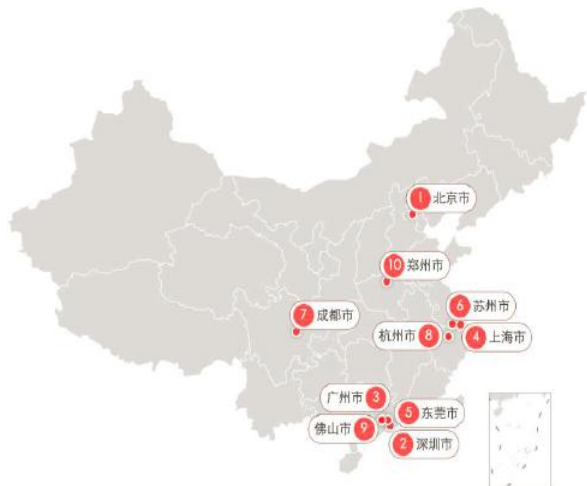 1 北京市
10 郑州市
6 苏州市
7 成都市
杭州市 8
4 上海市
广州市 3
5 东莞市
佛山市 9
2 深圳市